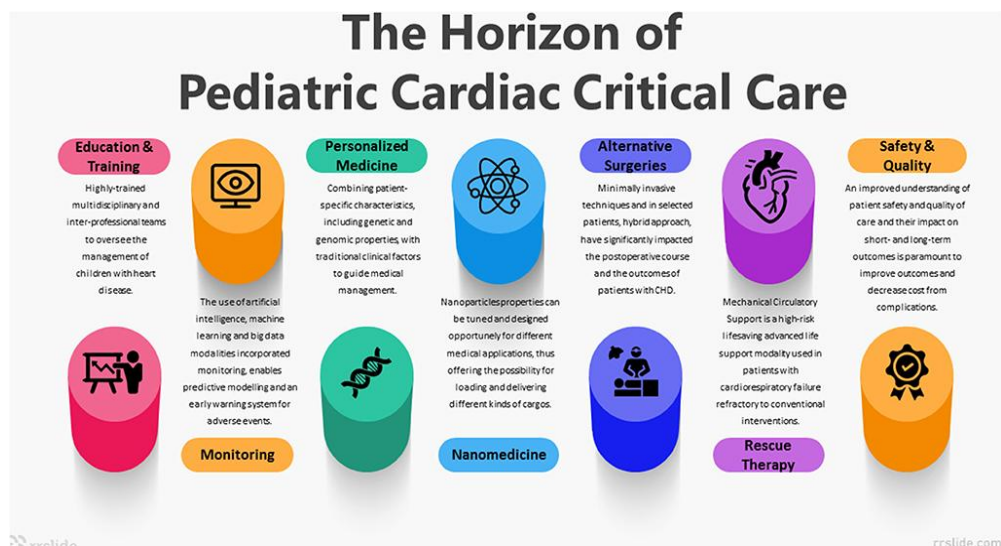 The Horizon of
Pediatric Cardiac Critical Care
Education &
Training
Highly-trained
multidisciplinary and
inter-professional teams
to oversee the
management of
children with heart
disease.
The use of artificial
intelligence, machine
learning and big data
modalities incorporated
monitoring, enables
predictive modelling and an
early warning system for
adverse events.
Monitoring
Personalized
Medicine
Combining patient-
specific characteristics,
including genetic and
genomic properties, with
traditional clinical factors
to guide medical
management.
Nanoparticles properties can
be tuned and designed
opportunely for different
medical applications, thus
offering the possibility for
loading and delivering
different kinds of cargos.
Nanomedicine
Alternative
Surgeries
Minimally invasive
techniques and in selected
patients, hybrid approach,
have significantly impacted
the postoperative course
and the outcomes of
patients with CHD.
Mechanical Circulatory
Support is a high-risk
lifesaving advanced life
support modality used in
patients with
cardiorespiratory failure
refractory to conventional
interventions.
Rescue
Therapy
Safety &
Quality
An improved understanding of
patient safety and quality of
care and their impact on
short- and long-term
outcomes is paramount to
improve outcomes and
decrease cost from
complications.
rrslide
rrslide.com